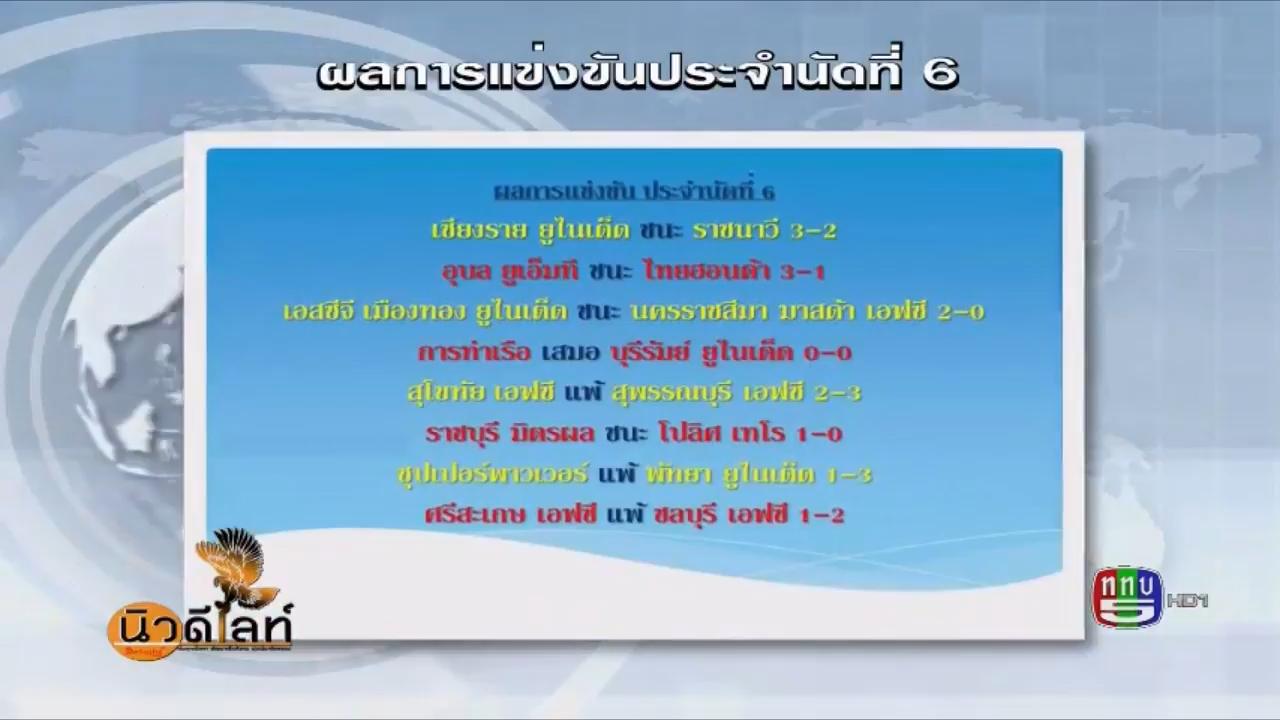 ผลการแข่งขันประจำนัดที่ 6
ผลการแข่งขัน ประจำนัดที่ 6
เชียงราย ยูไนเต็ด ชนะ ราชนาวี 3-2
อุบล ยูเอ็มที ชนะ ไทยฮอนด้า 3-1
เอสซีจี เมืองทอง ยูไนเต็ด ชนะ นครราชสีมา มาสด้า เอฟซี 2-0
การท่าเรือ เสมอ บุรีรัมย์ ยูไนเต็ด 0-0
สุโขทัย เอฟซี แพ้ สุพรรณบุรี เอฟซี 2-3
ราชบุรี มิตรผล ชนะ โปลิศ เทโร 1-0
ซุปเปอร์พาวเวอร์ แพ้ พัทยา ยูไนเต็ด 1-3
ศรีสะเกษ เอฟซี แพ้ ชลบุรี เอฟซี 1-2
นิวดีไลท์
ททบ 5 HD1